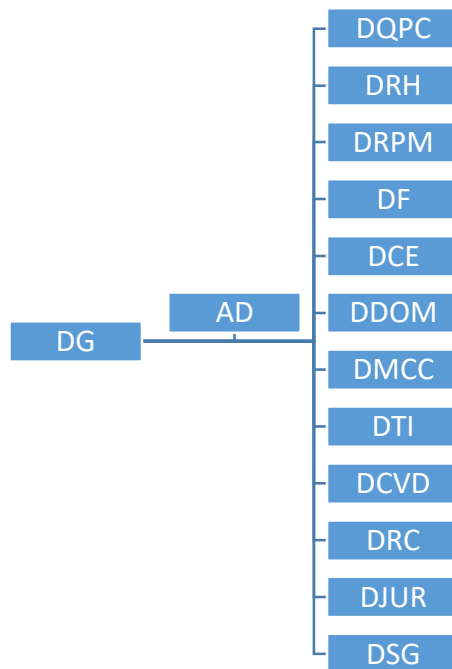 DG
AD
DQPC
DRH
DRPM
DF
DCE
DDOM
DMCC
DTI
DCVD
DRC
DJUR
DSG